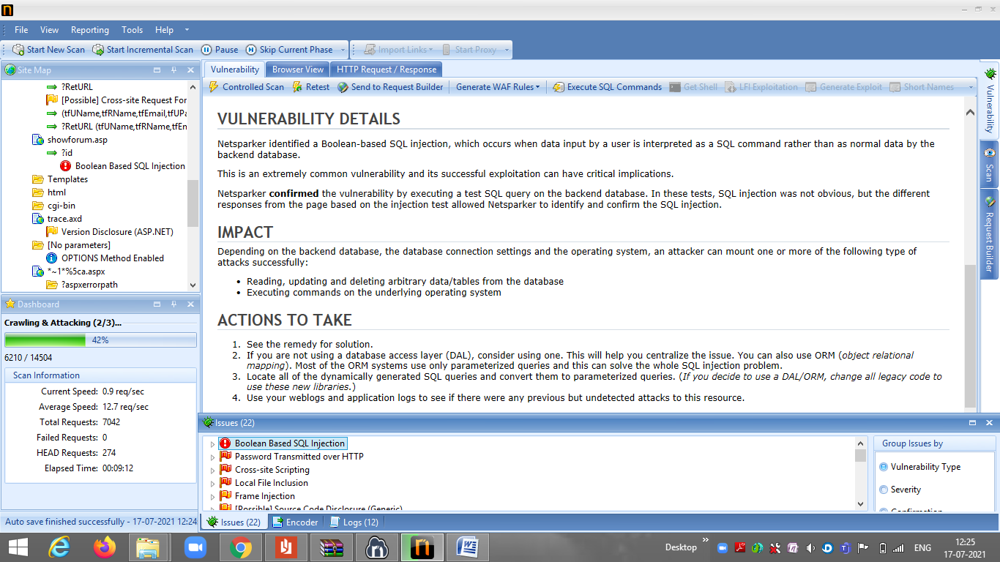 File View Reporting Tools Help
Start New Scan Start Incremental Scan Pause Skip Current Phase Import Links Start Proxy
Site Map
?RetURL
[Possible] Cross-site Request For
(tfUName,tfRName,tfEmail,tfUPa
?RetURL (tfUName,tfRName,tfEn
showforum.asp
?id
Boolean Based SQL Injection
Templates
html
cgi-bin
trace.axd
Version Disclosure (ASP.NET)
[No parameters]
OPTIONS Method Enabled
*~1*%5ca.aspx
?aspxerrorpath
Dashboard
Crawling & Attacking (2/3)...
42%
6210 / 14504
Scan Information
Current Speed: 0.9 req/sec
Average Speed: 12.7 req/sec
Total Requests: 7042
Failed Requests: 0
HEAD Requests: 274
Elapsed Time: 00:09:12
Auto save finished successfully - 17-07-2021 12:24
Vulnerability Browser View HTTP Request / Response
Controlled Scan Retest Send to Request Builder Generate WAF Rules Execute SQL Commands Get Shell LFI Exploitation Generate Exploit Short Names
VULNERABILITY DETAILS
Netsparker identified a Boolean-based SQL injection, which occurs when data input by a user is interpreted as a SQL command rather than as normal data by the
backend database.
This is an extremely common vulnerability and its successful exploitation can have critical implications.
Netsparker confirmed the vulnerability by executing a test SQL query on the backend database. In these tests, SQL injection was not obvious, but the different
responses from the page based on the injection test allowed Netsparker to identify and confirm the SQL injection.
IMPACT
Depending on the backend database, the database connection settings and the operating system, an attacker can mount one or more of the following type of
attacks successfully:
• Reading, updating and deleting arbitrary data/tables from the database
• Executing commands on the underlying operating system
ACTIONS TO TAKE
1. See the remedy for solution.
2. If you are not using a database access layer (DAL), consider using one. This will help you centralize the issue. You can also use ORM (object relational
mapping). Most of the ORM systems use only parameterized queries and this can solve the whole SQL injection problem.
3. Locate all of the dynamically generated SQL queries and convert them to parameterized queries. (If you decide to use a DAL/ORM, change all legacy code to
use these new libraries.)
4. Use your weblogs and application logs to see if there were any previous but undetected attacks to this resource.
Vulnerability
Scan
Request Builder
Issues (22)
Boolean Based SQL Injection
Password Transmitted over HTTP
Cross-site Scripting
Local File Inclusion
Frame Injection
[Possible] Source Code Disclosure (Generic)
Group Issues by
Vulnerability Type
Severity
Confirmation
Issues (22) Encoder Logs (12)
Desktop ENG 12:25
17-07-2021